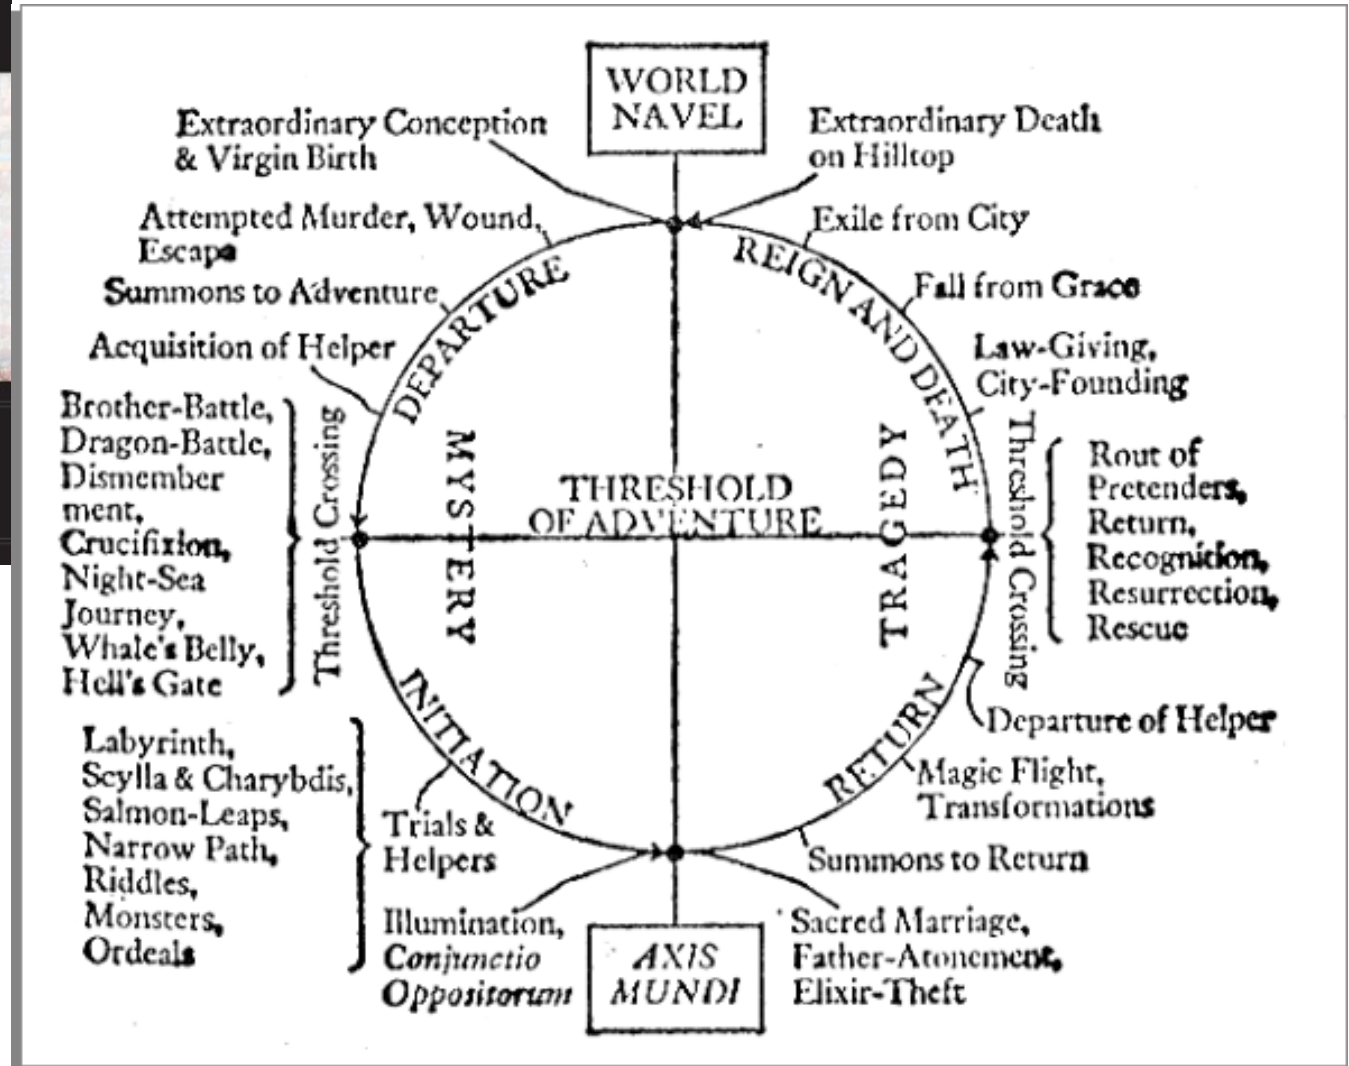 WORLD
NAVEL
Extraordinary Conception
& Virgin Birth
Extraordinary Death
on Hilltop
Attempted Murder, Wound,
Escape
Exile from City
Summons to Adventure
Fall from Grace
Acquisition of Helper
Law-Giving,
City-Founding
DEPARTURE
REIGN AND DEATH
Brother-Battle,
Dragon-Battle,
Dismember
ment,
Crucifixion,
Night-Sea
Journey,
Whale's Belly,
Hell's Gate
Threshold Crossing
MYSTERY
THRESHOLD
OF ADVENTURE
TRAGEDY
Threshold Crossing
Rout of
Pretenders,
Return,
Recognition,
Resurrection,
Rescue
INITIATION
RETURN
Departure of Helper
Magic Flight,
Transformations
Labyrinth,
Scylla & Charybdis,
Salmon-Leaps,
Narrow Path,
Riddles,
Monsters,
Ordeals
Trials &
Helpers
Summons to Return
Illumination,
Conjunctio
Oppositorum
AXIS
MUNDI
Sacred Marriage,
Father-Atonement,
Elixir-Theft